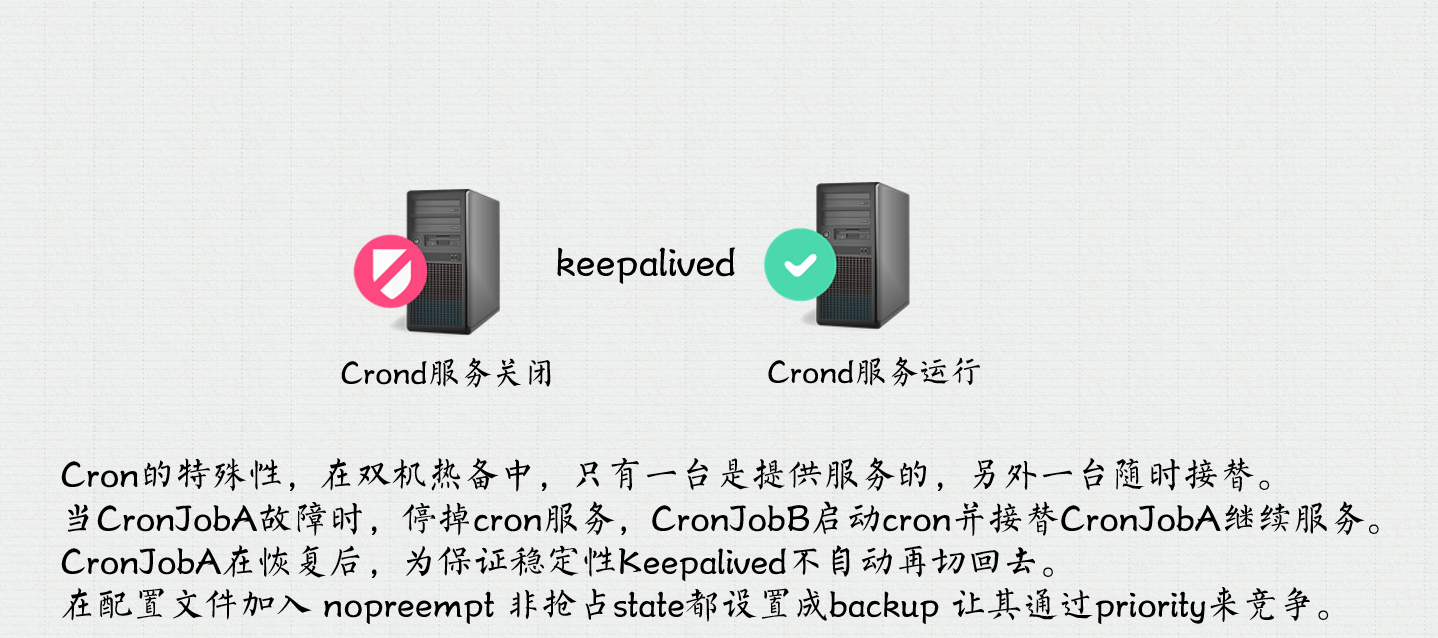 keepalived
Crond服务关闭
Crond服务运行
Cron的特殊性，在双机热备中，只有一台是提供服务的，另外一台随时接替。
当CronJobA故障时，停掉cron服务，CronJobB启动cron并接替CronJobA继续服务。
CronJobA在恢复后，为保证稳定性Keepalived不自动再切回去。
在配置文件加入 nopreempt 非抢占state都设置成backup 让其通过priority来竞争。